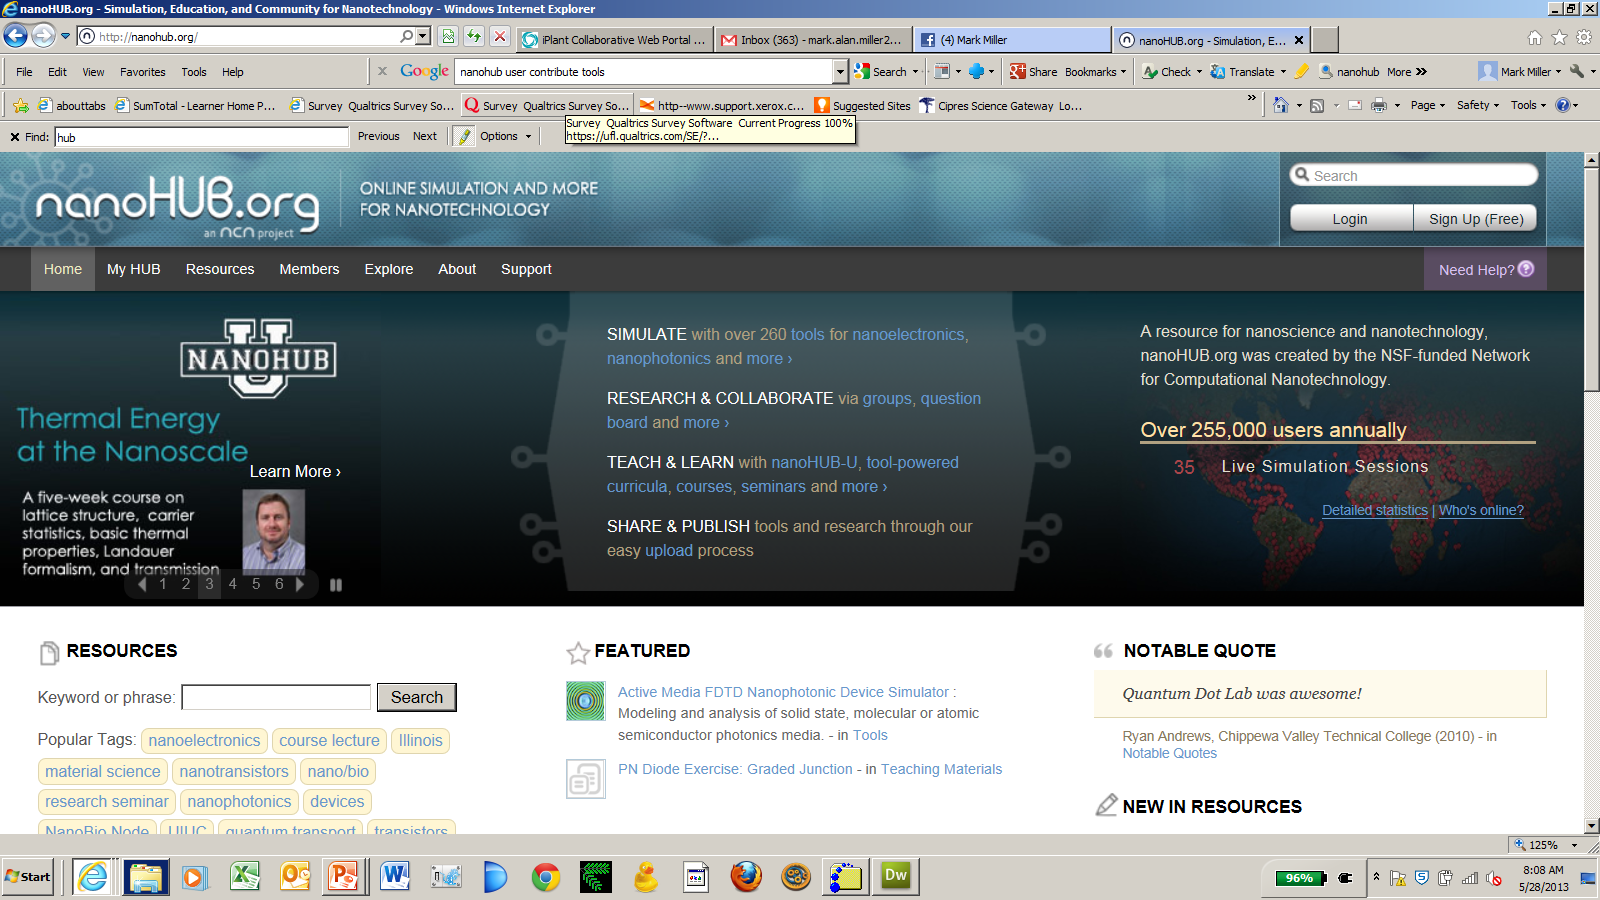 nanoHUB.org - Simulation, Education, and Community for Nanotechnology - Windows Internet Explorer
http://nanohub.org/
iPlant Collaborative Web Portal ...
Inbox (363) - mark.alan.miller2...
(4) Mark Miller
nanoHUB.org - Simulation, E...
File Edit View Favorites Tools Help
Google
nanohub user contribute tools
Search
Share
Bookmarks
Check
Translate
nanohub
More
Mark Miller
abouttabs
SumTotal - Learner Home P...
Survey Qualtrics Survey So...
Survey Qualtrics Survey So...
http--www.support.xerox.c...
Suggested Sites
Cipres Science Gateway Lo...
Page
Safety
Tools
Find: hub
Previous
Next
Options
Survey Qualtrics Survey Software Current Progress 100%
https://ufl.qualtrics.com/SE/?...
nanoHUB.org
an ncn project
ONLINE SIMULATION AND MORE
FOR NANOTECHNOLOGY
Search
Login
Sign Up (Free)
Home My HUB Resources Members Explore About Support
Need Help?
U
NANOHUB
Thermal Energy
at the Nanoscale
Learn More ›
A five-week course on
lattice structure, carrier
statistics, basic thermal
properties, Landauer
formalism, and transmission
1 2 3 4 5 6
SIMULATE with over 260 tools for nanoelectronics,
nanophotonics and more ›
RESEARCH & COLLABORATE via groups, question
board and more ›
TEACH & LEARN with nanoHUB-U, tool-powered
curricula, courses, seminars and more ›
SHARE & PUBLISH tools and research through our
easy upload process
A resource for nanoscience and nanotechnology,
nanoHUB.org was created by the NSF-funded Network
for Computational Nanotechnology.
Over 255,000 users annually
35 Live Simulation Sessions
Detailed statistics | Who's online?
RESOURCES
Keyword or phrase:
Search
Popular Tags: nanoelectronics course lecture Illinois
material science nanotransistors nano/bio
research seminar nanophotonics devices
NanoBio Node UIUC quantum transport transistors
FEATURED
Active Media FDTD Nanophotonic Device Simulator :
Modeling and analysis of solid state, molecular or atomic
semiconductor photonics media. - in Tools
PN Diode Exercise: Graded Junction - in Teaching Materials
NOTABLE QUOTE
Quantum Dot Lab was awesome!
Ryan Andrews, Chippewa Valley Technical College (2010) - in
Notable Quotes
NEW IN RESOURCES
125%
Start
Dw
96%
8:08 AM
5/28/2013